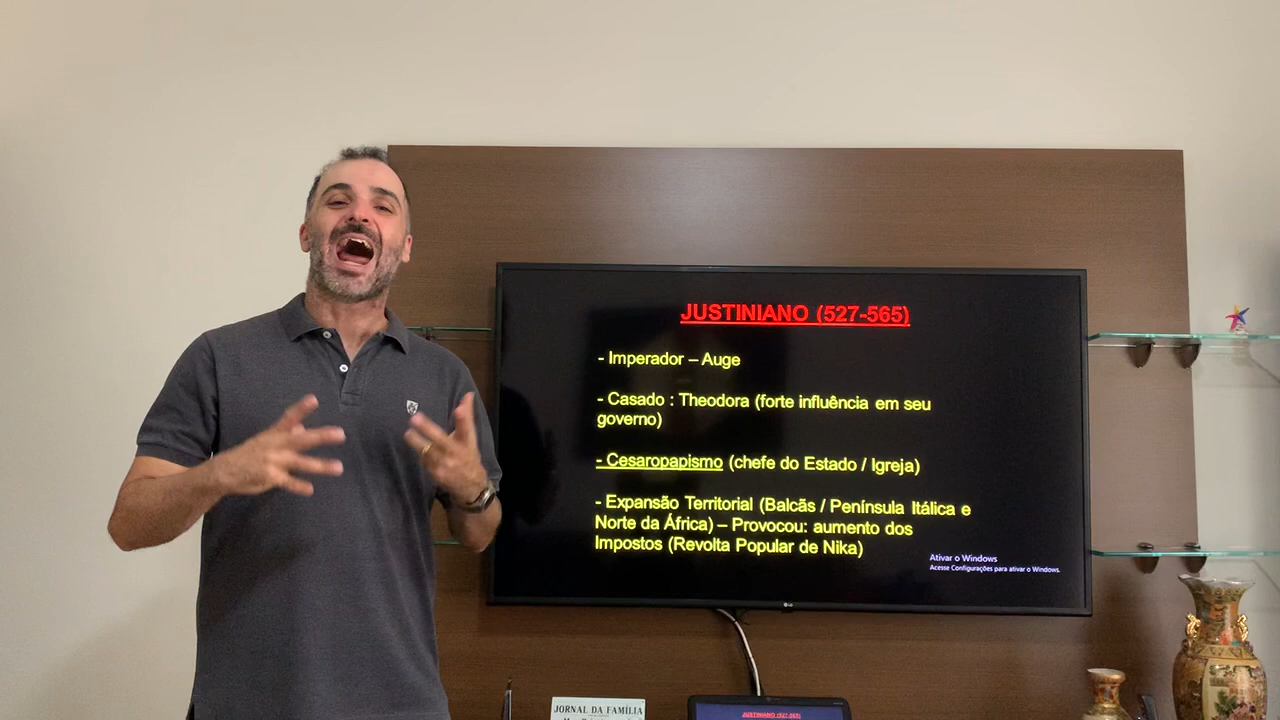 JUSTINIANO (527-565)
- Imperador – Auge
- Casado : Theodora (forte influência em seu
governo)
- Cesaropapismo (chefe do Estado / Igreja)
- Expansão Territorial (Balcãs / Península Itálica e
Norte da África) – Provocou: aumento dos
Impostos (Revolta Popular de Nika)
Ativar o Windows
Acesse Configurações para ativar o Windows.
LG
JORNAL DA FAMÍLIA
JUSTINIANO (527-565)